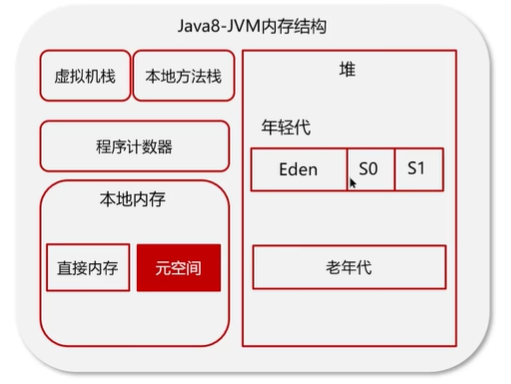 Java8-JVM内存结构
虚拟机栈
本地方法栈
程序计数器
本地内存
直接内存
元空间
堆
年轻代
Eden
S0
S1
老年代